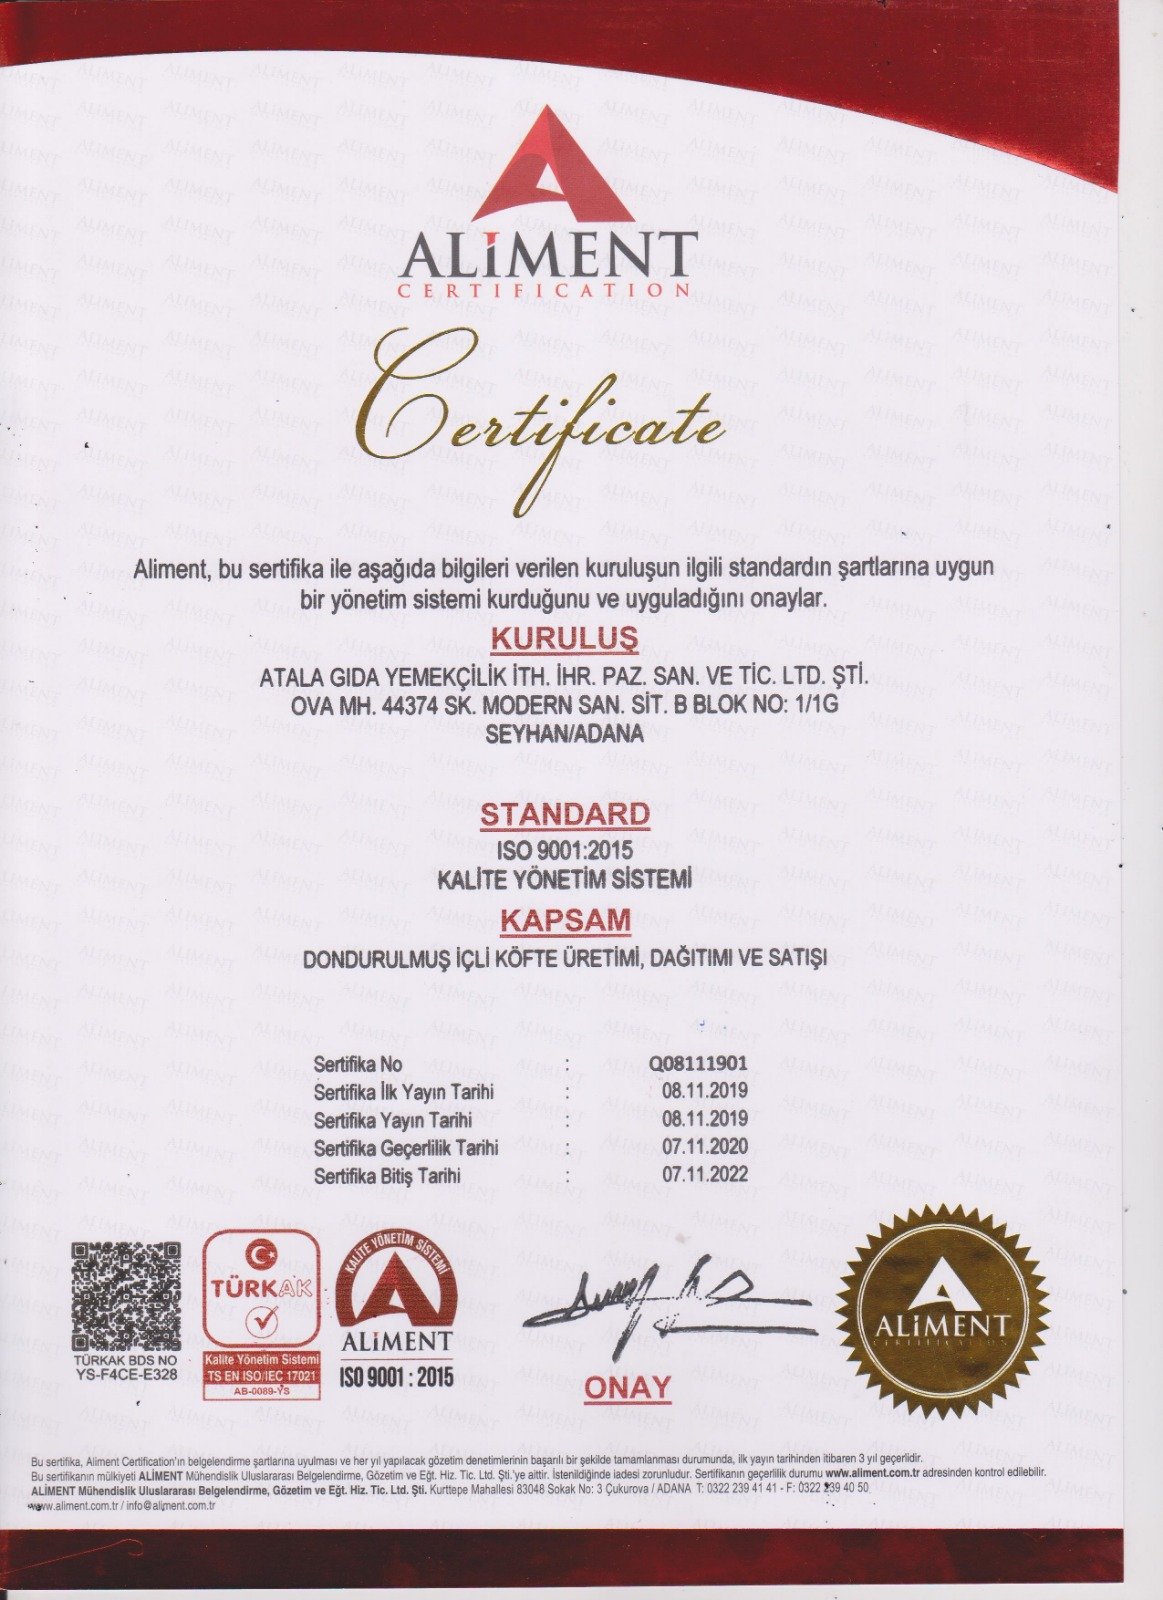 ALİMENT
CERTIFICATION
Certificate
Aliment, bu sertifika ile aşağıda bilgileri verilen kuruluşun ilgili standardın şartlarına uygun
bir yönetim sistemi kurduğunu ve uyguladığını onaylar.
KURULUŞ
ATALA GIDA YEMEKÇİLİK İTH. İHR. PAZ. SAN. VE TİC. LTD. ŞTİ.
OVA MH. 44374 SK. MODERN SAN. SİT. B BLOK NO: 1/1G
SEYHAN/ADANA
STANDARD
ISO 9001:2015
KALİTE YÖNETİM SİSTEMİ
KAPSAM
DONDURULMUŞ İÇLİ KÖFTE ÜRETİMİ, DAĞITIMI VE SATIŞI
Sertifika No : Q08111901
Sertifika İlk Yayın Tarihi : 08.11.2019
Sertifika Yayın Tarihi : 08.11.2019
Sertifika Geçerlilik Tarihi : 07.11.2020
Sertifika Bitiş Tarihi : 07.11.2022
TÜRKAK BDS NO
YS-F4CE-E328
TÜRKAK
Kalite Yönetim Sistemi
TS EN ISO/IEC 17021
AB-0089-YS
KALİTE YÖNETİM SİSTEMİ
ALİMENT
ISO 9001 : 2015
ONAY
ALİMENT
CERTIFICATION
Bu sertifika, Aliment Certification'ın belgelendirme şartlarına uyulması ve her yıl yapılacak gözetim denetimlerinin başarılı bir şekilde tamamlanması durumunda, ilk yayın tarihinden itibaren 3 yıl geçerlidir.
Bu sertifikanın mülkiyeti ALİMENT Mühendislik Uluslararası Belgelendirme, Gözetim ve Eğt. Hiz. Tic. Ltd. Şti.'ye aittir. İstenildiğinde iadesi zorunludur. Sertifikanın geçerlilik durumu www.aliment.com.tr adresinden kontrol edilebilir.
ALİMENT Mühendislik Uluslararası Belgelendirme, Gözetim ve Eğt. Hiz. Tic. Ltd. Şti. Kurttepe Mahallesi 83048 Sokak No: 3 Çukurova / ADANA T: 0322 239 41 41 - F: 0322 239 40 50
www.aliment.com.tr / info@aliment.com.tr